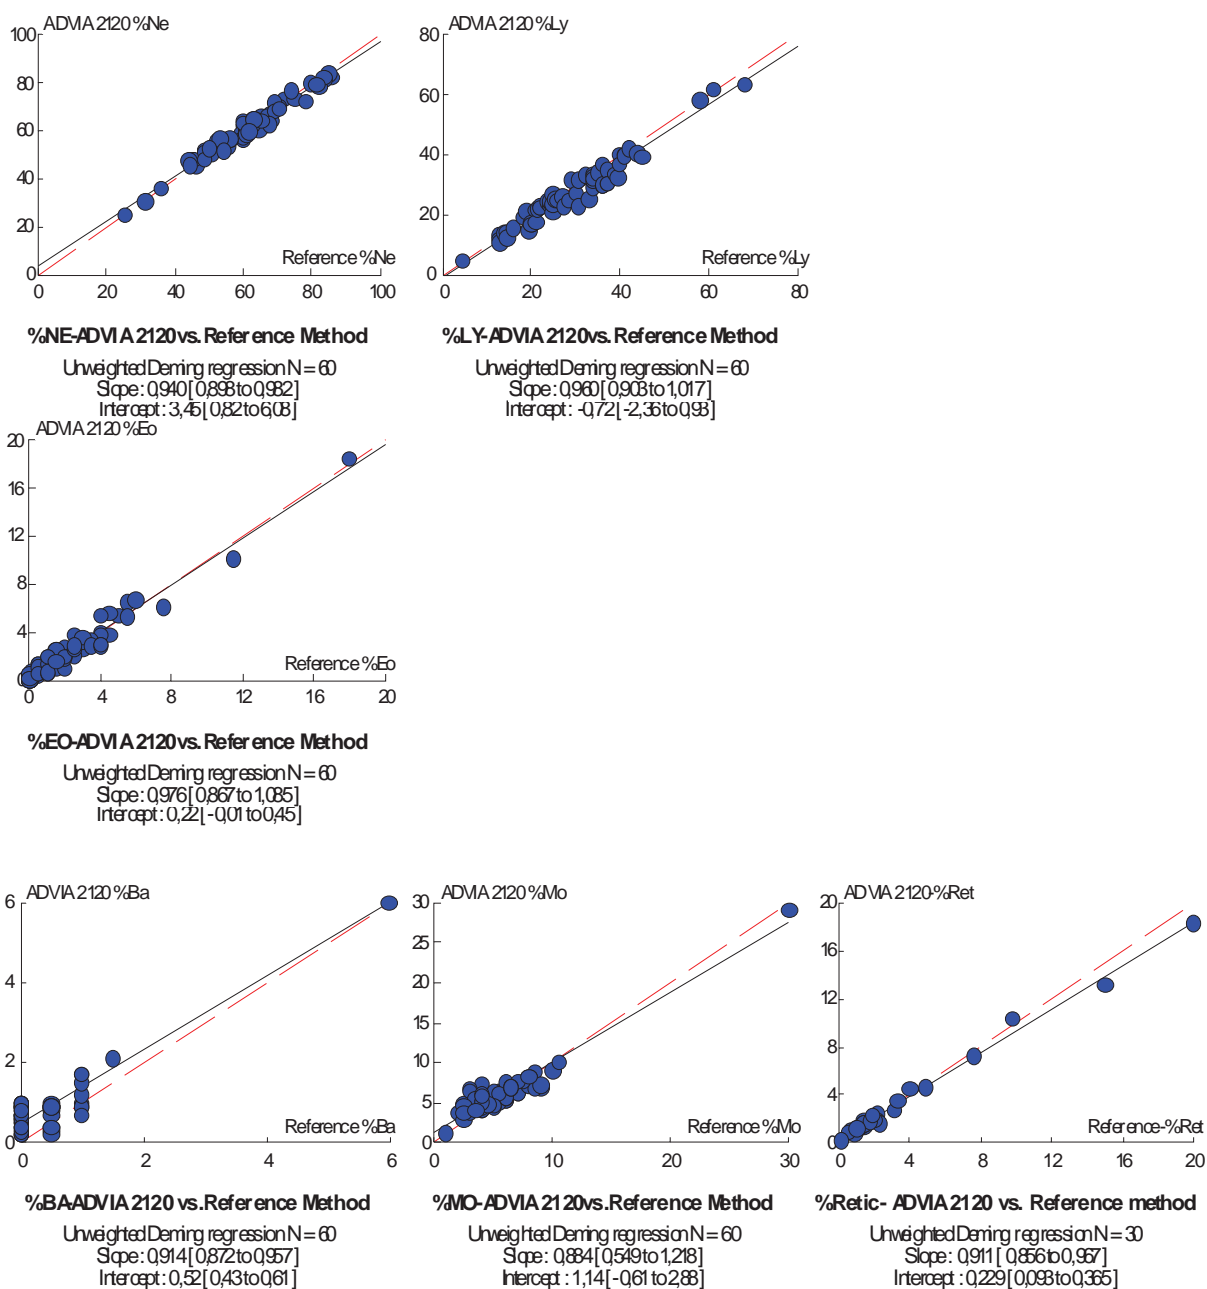 ADVIA 2120 %Ne
100
80
60
40
20
0
Reference %Ne
0 20 40 60 80 100
%NE-ADVIA 2120 vs. Reference Method
Unweighted Deming regression N = 60
Slope : 0,940 [ 0,898 to 0,982 ]
Intercept : 3,45 [ 0,82 to 6,08 ]
ADVIA 2120 %Ly
80
60
40
20
0
Reference %Ly
0 20 40 60 80
%LY-ADVIA 2120 vs. Reference Method
Unweighted Deming regression N = 60
Slope : 0,960 [ 0,903 to 1,017 ]
Intercept : -0,72 [ -2,36 to 0,93 ]
ADVIA 2120 %Eo
20
16
12
8
4
0
Reference %Eo
0 4 8 12 16 20
%EO-ADVIA 2120 vs. Reference Method
Unweighted Deming regression N = 60
Slope : 0,976 [ 0,867 to 1,085 ]
Intercept : 0,22 [ -0,01 to 0,45 ]
ADVIA 2120 %Ba
6
4
2
0
Reference %Ba
0 2 4 6
%BA-ADVIA 2120 vs. Reference Method
Unweighted Deming regression N = 60
Slope : 0,914 [ 0,872 to 0,957 ]
Intercept : 0,52 [ 0,43 to 0,61 ]
ADVIA 2120 %Mo
30
25
20
15
10
5
0
Reference %Mo
0 10 20 30
%MO-ADVIA 2120 vs. Reference Method
Unweighted Deming regression N = 60
Slope : 0,884 [ 0,549 to 1,218 ]
Intercept : 1,14 [ -0,61 to 2,88 ]
ADVIA 2120-%Ret
20
16
12
8
4
0
Reference-%Ret
0 4 8 12 16 20
%Retic- ADVIA 2120 vs. Reference method
Unweighted Deming regression N = 30
Slope : 0,911 [ 0,856 to 0,967 ]
Intercept : 0,229 [ 0,093 to 0,365 ]